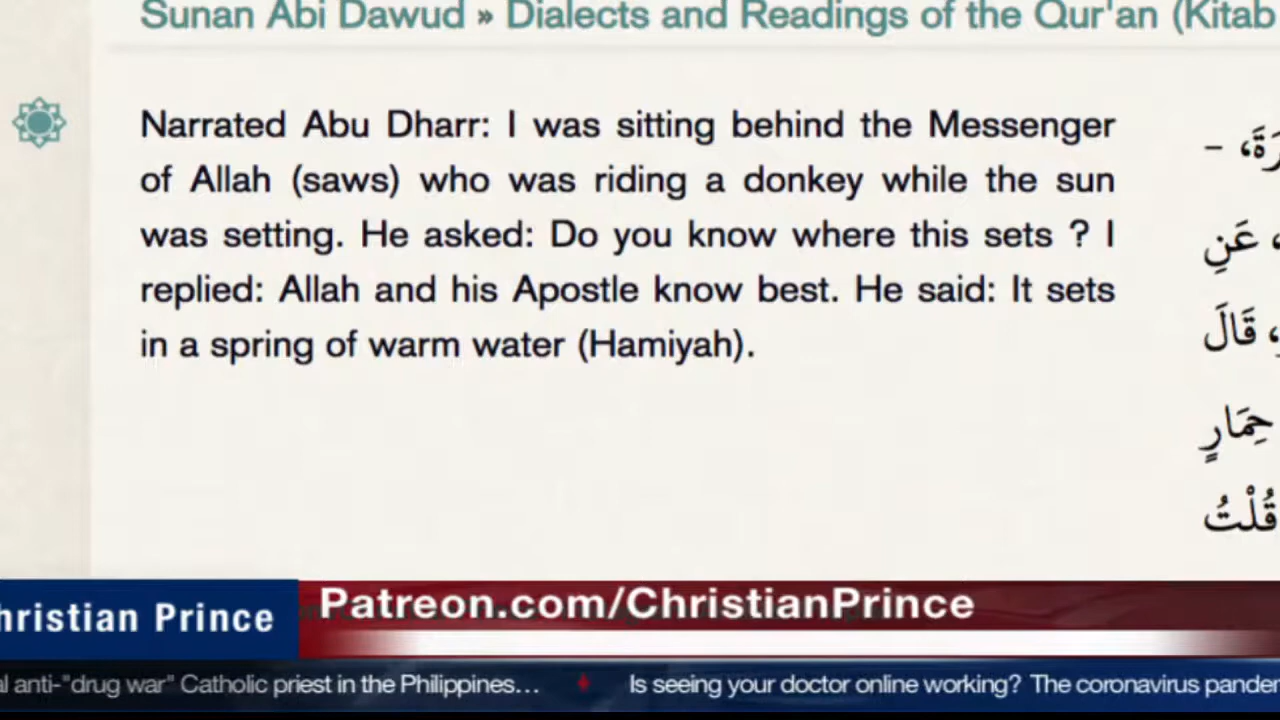 Sunan Abi Dawud » Dialects and Readings of the Qur'an (Kitab
Narrated Abu Dharr: I was sitting behind the Messenger
of Allah (saws) who was riding a donkey while the sun
was setting. He asked: Do you know where this sets ? I
replied: Allah and his Apostle know best. He said: It sets
in a spring of warm water (Hamiyah).
عَنِ
قَالَ
حِمَارٍ
قُلْتُ
hristian Prince
Patreon.com/ChristianPrince
al anti-"drug war" Catholic priest in the Philippines...
Is seeing your doctor online working? The coronavirus pander